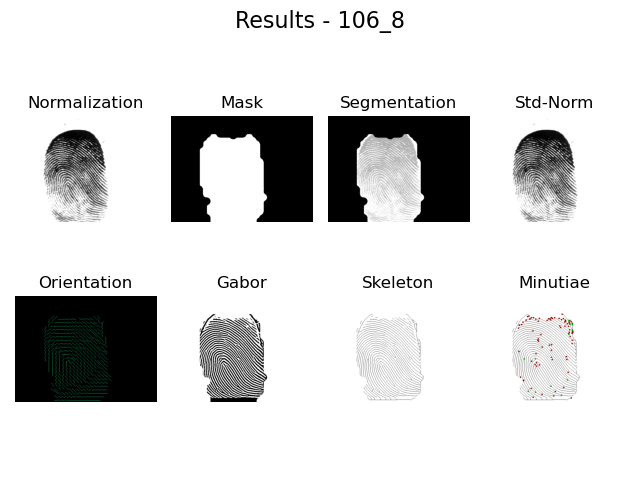 Results - 106_8
Normalization
Mask
Segmentation
Std-Norm
Orientation
Gabor
Skeleton
Minutiae